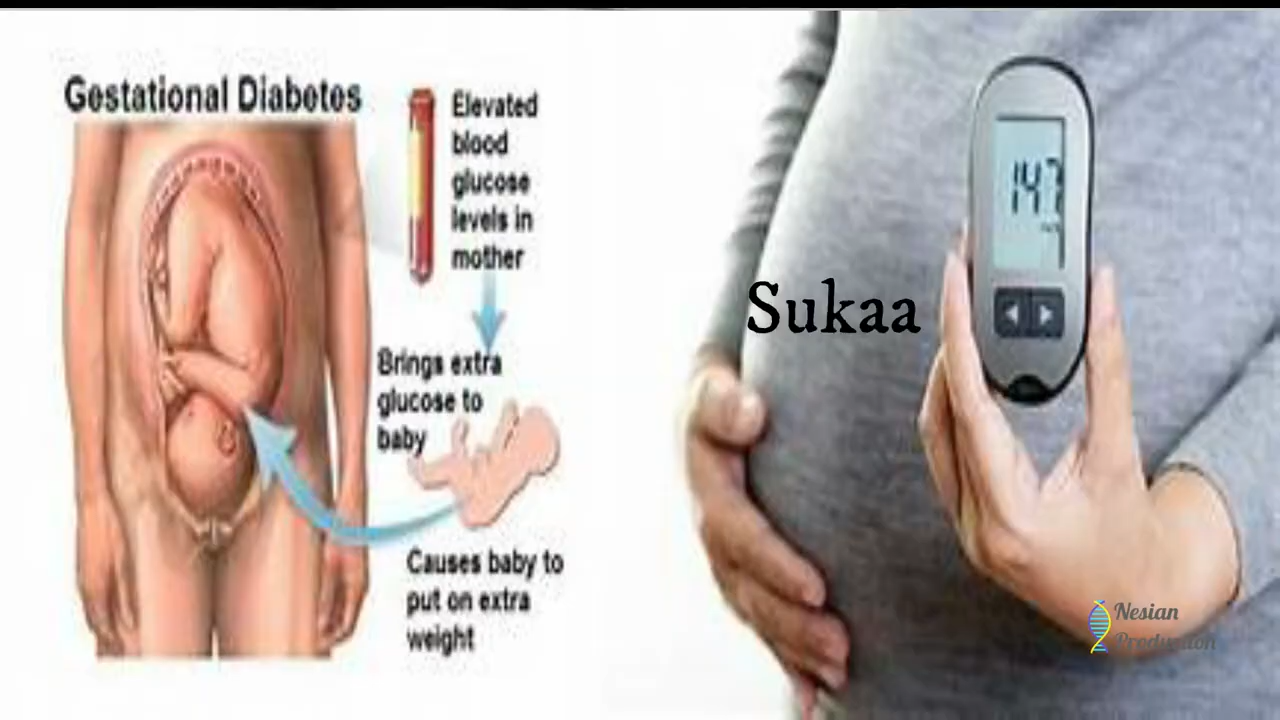 Gestational Diabetes
Elevated
blood
glucose
levels in
mother
Brings extra
glucose to
baby
Causes baby to
put on extra
weight
Sukaa
147
Nesian
Production